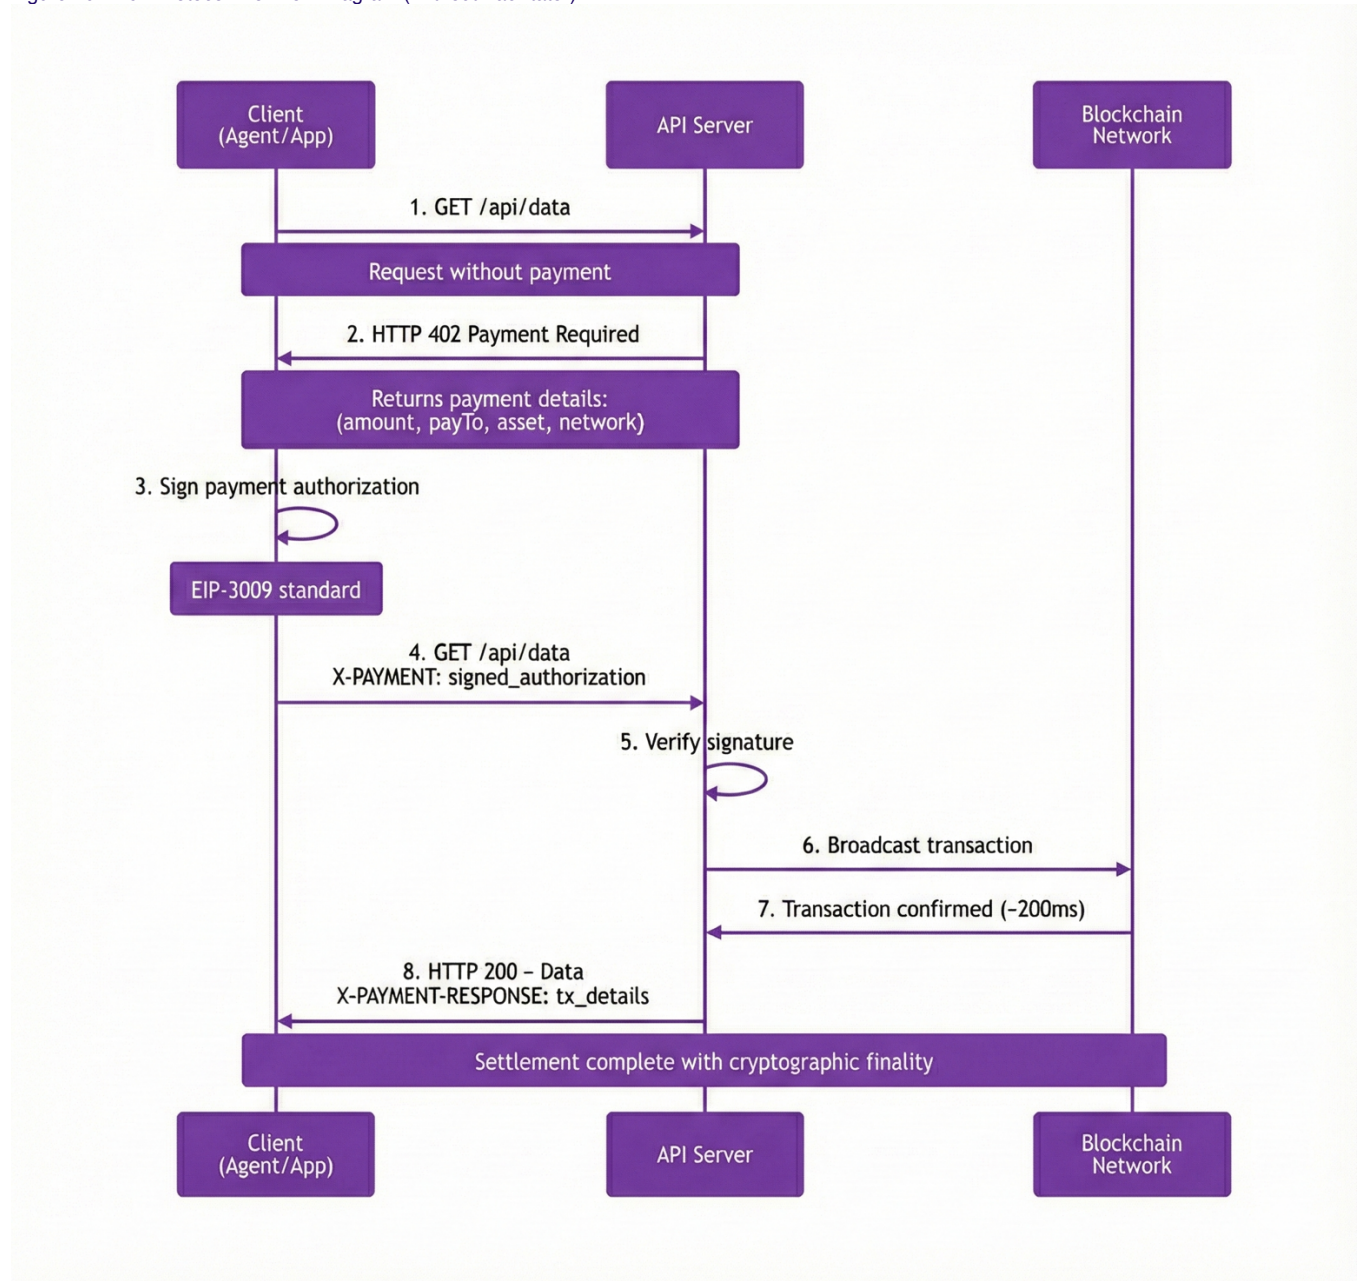 Client
(Agent/App)
API Server
Blockchain
Network
1. GET /api/data
Request without payment
2. HTTP 402 Payment Required
Returns payment details:
(amount, payTo, asset, network)
3. Sign payment authorization
EIP-3009 standard
4. GET /api/data
X-PAYMENT: signed_authorization
5. Verify signature
6. Broadcast transaction
7. Transaction confirmed (~200ms)
8. HTTP 200 – Data
X-PAYMENT-RESPONSE: tx_details
Settlement complete with cryptographic finality
Client
(Agent/App)
API Server
Blockchain
Network